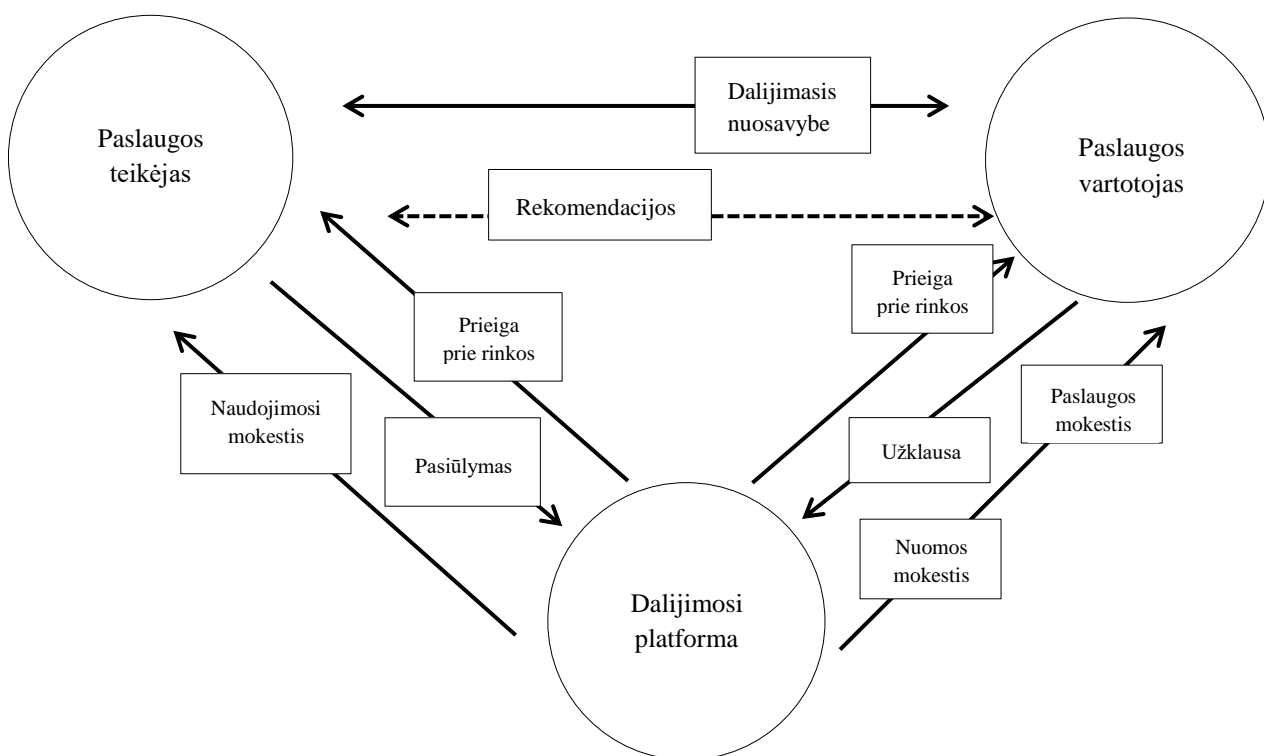 Dalijimasis
nuosavybe
Paslaugos
teikėjas
Paslaugos
vartotojas
Rekomendacijos
Prieiga
prie rinkos
Prieiga
prie rinkos
Naudojimosi
mokestis
Paslaugos
mokestis
Pasiūlymas
Užklausa
Nuomos
mokestis
Dalijimosi
platforma